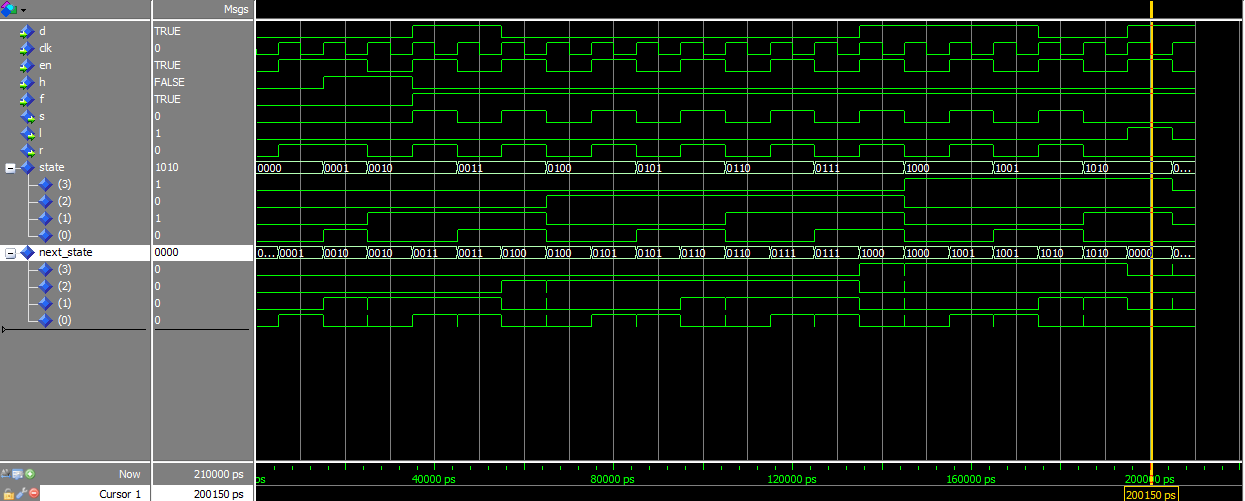 Msgs
d TRUE
clk 0
en TRUE
h FALSE
f TRUE
s 0
l 1
r 0
state 1010 0000 0001 0010 0011 0100 0101 0110 0111 1000 1001 1010 0...
(3) 1
(2) 0
(1) 1
(0) 0
next_state 0000 0... 0001 0010 0010 0011 0011 0100 0100 0101 0101 0110 0110 0111 0111 1000 1000 1001 1001 1010 1010 0000 0...
(3) 0
(2) 0
(1) 0
(0) 0
Now 210000 ps ps 40000 ps 80000 ps 120000 ps 160000 ps 200000 ps
Cursor 1 200150 ps 200150 ps